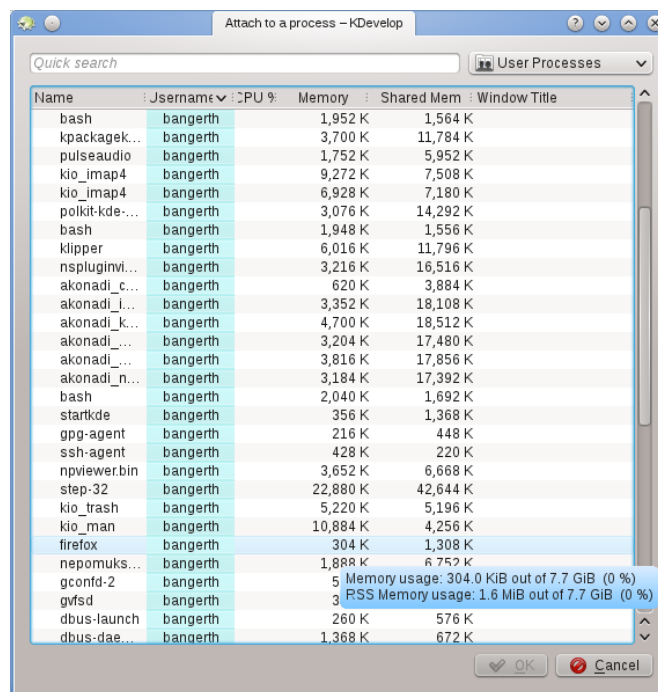 Attach to a process – KDevelop
Quick search
User Processes
Name Username CPU % Memory Shared Mem Window Title
bash bangerth 1,952 K 1,564 K
kpackagek... bangerth 3,700 K 11,784 K
pulseaudio bangerth 1,752 K 5,952 K
kio_imap4 bangerth 9,272 K 7,508 K
kio_imap4 bangerth 6,928 K 7,180 K
polkit-kde-... bangerth 3,076 K 14,292 K
bash bangerth 1,948 K 1,556 K
klipper bangerth 6,016 K 11,796 K
nspluginvi... bangerth 3,216 K 16,516 K
akonadi_c... bangerth 620 K 3,884 K
akonadi_i... bangerth 3,352 K 18,108 K
akonadi_k... bangerth 4,700 K 18,512 K
akonadi_... bangerth 3,204 K 17,480 K
akonadi_... bangerth 3,816 K 17,856 K
akonadi_n... bangerth 3,184 K 17,392 K
bash bangerth 2,040 K 1,692 K
startkde bangerth 356 K 1,368 K
gpg-agent bangerth 216 K 448 K
ssh-agent bangerth 428 K 220 K
npviewer.bin bangerth 3,652 K 6,668 K
step-32 bangerth 22,880 K 42,644 K
kio_trash bangerth 5,220 K 5,196 K
kio_man bangerth 10,884 K 4,256 K
firefox bangerth 304 K 1,308 K
nepomuks... bangerth 1,888 K 6,752 K
gconfd-2 bangerth 5
Memory usage: 304.0 KiB out of 7.7 GiB (0 %)
gvfsd bangerth 3
RSS Memory usage: 1.6 MiB out of 7.7 GiB (0 %)
dbus-launch bangerth 260 K 576 K
dbus-dae... bangerth 1,368 K 672 K
OK Cancel